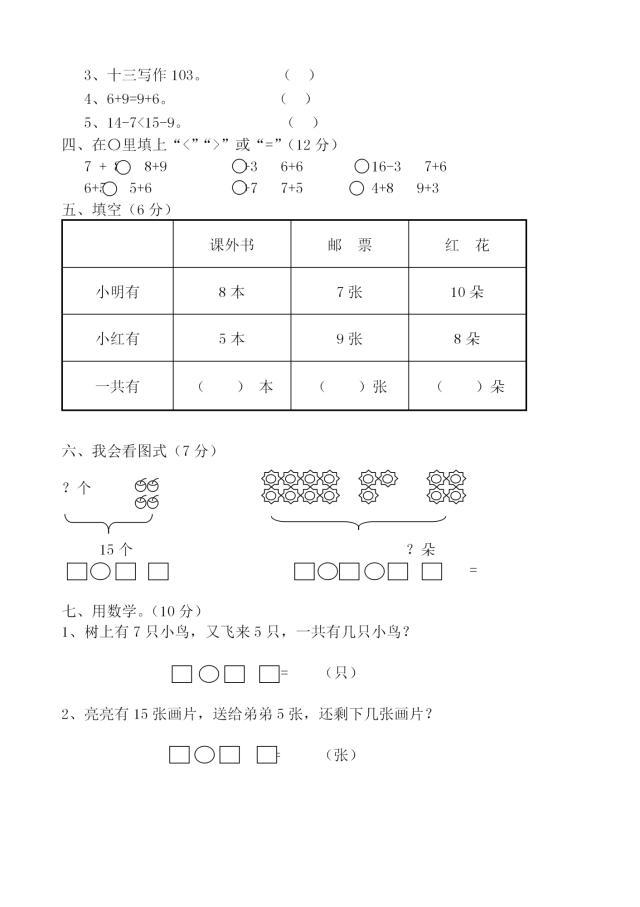 3、十三写作 103。 （ ）
4、6+9=9+6。 （ ）
5、14-7<15-9。 （ ）
四、在〇里填上“<”“>”或“=”（12 分）
7 + 8+9 +3 6+6 16-3 7+6
6+5 5+6 +7 7+5 4+8 9+3
五、填空（6 分）
课外书 邮 票 红 花
小明有 8 本 7 张 10 朵
小红有 5 本 9 张 8 朵
一共有 （ ） 本 （ ）张 （ ）朵
六、我会看图式（7 分）
？个
15 个 ？朵
=
七、用数学。（10 分）
1、树上有 7 只小鸟，又飞来 5 只，一共有几只小鸟？
= （只）
2、亮亮有 15 张画片，送给弟弟 5 张，还剩下几张画片？
= （张）